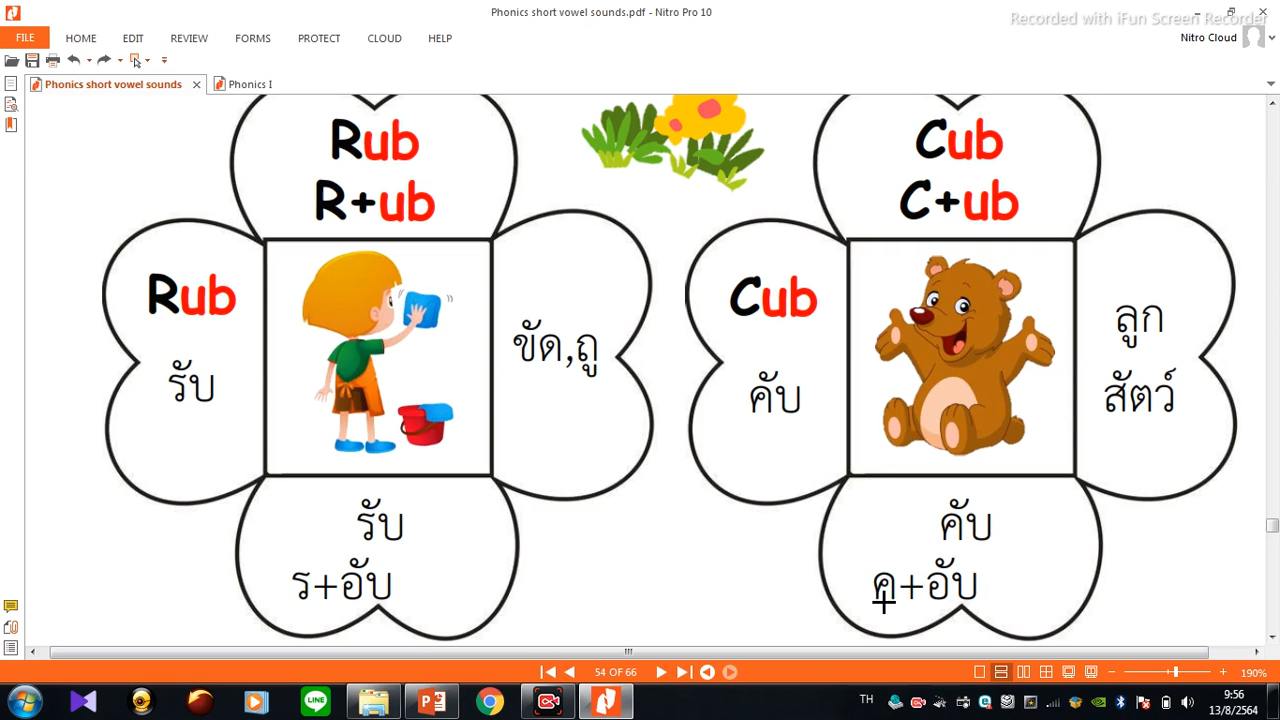 Phonics short vowel sounds.pdf - Nitro Pro 10
Recorded with iFun Screen Recorder
FILE HOME EDIT REVIEW FORMS PROTECT CLOUD HELP
Nitro Cloud
Phonics short vowel sounds
Phonics I
Rub
R+ub
Rub
รับ
ขัด,ถู
รับ
ร+อับ
Cub
C+ub
Cub
คับ
ลูก
สัตว์
คับ
ค+อับ
54 OF 66
190%
LINE
TH
9:56
13/8/2564